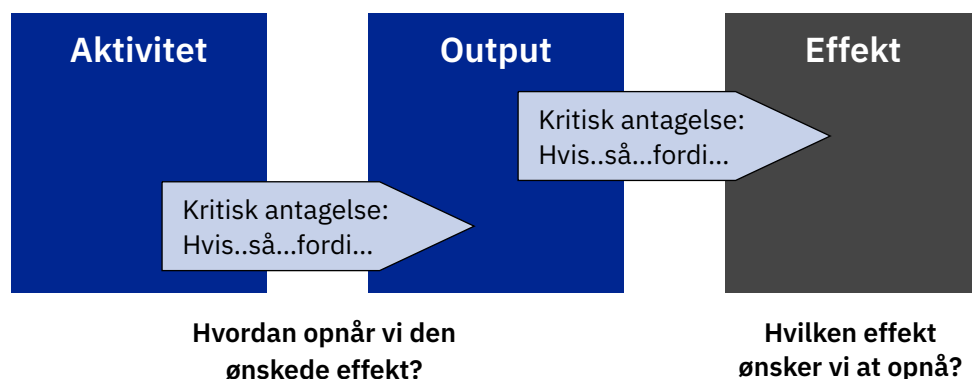 Aktivitet
Output
Effekt
Kritisk antagelse:
Hvis..så...fordi...
Kritisk antagelse:
Hvis..så...fordi...
Hvordan opnår vi den
ønskede effekt?
Hvilken effekt
ønsker vi at opnå?